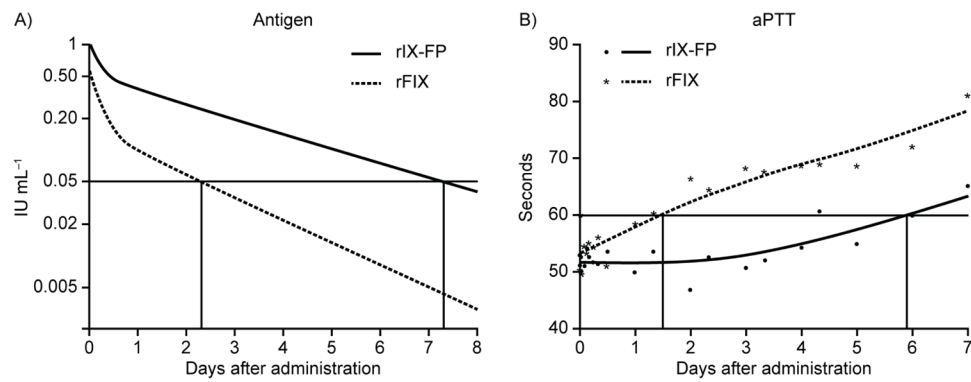 A) Antigen
rIX-FP
rFIX
1
0.50
0.20
0.05
0.02
0.005
IU mL–1
0 1 2 3 4 5 6 7 8
Days after administration
B) aPTT
rIX-FP
rFIX
90
80
70
60
50
40
Seconds
0 1 2 3 4 5 6 7
Days after administration